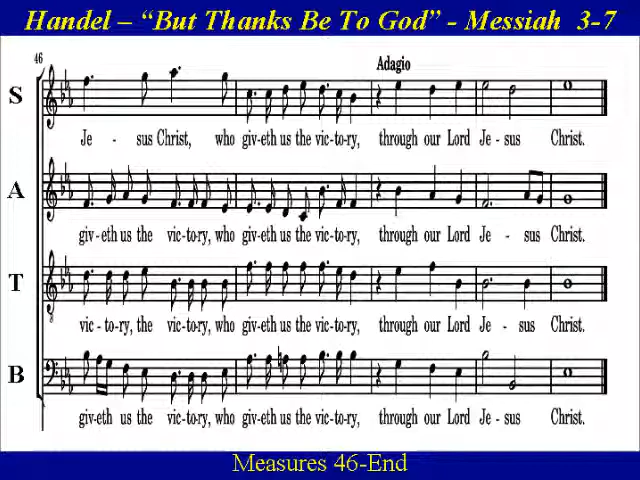 Handel – “But Thanks Be To God” - Messiah 3-7
46
Adagio
S
Je - sus Christ, who giv-eth us the vic-to-ry, through our Lord Je - sus Christ.
A
giv-eth us the vic-to-ry, who giv-eth us the vic-to-ry, through our Lord Je - sus Christ.
T
vic - to-ry, the vic-to-ry, who giv-eth us the vic-to-ry, through our Lord Je - sus Christ.
8
B
giv-eth us the vic-to-ry, who giv-eth us the vic-to-ry, through our Lord Je - sus Christ.
Measures 46-End